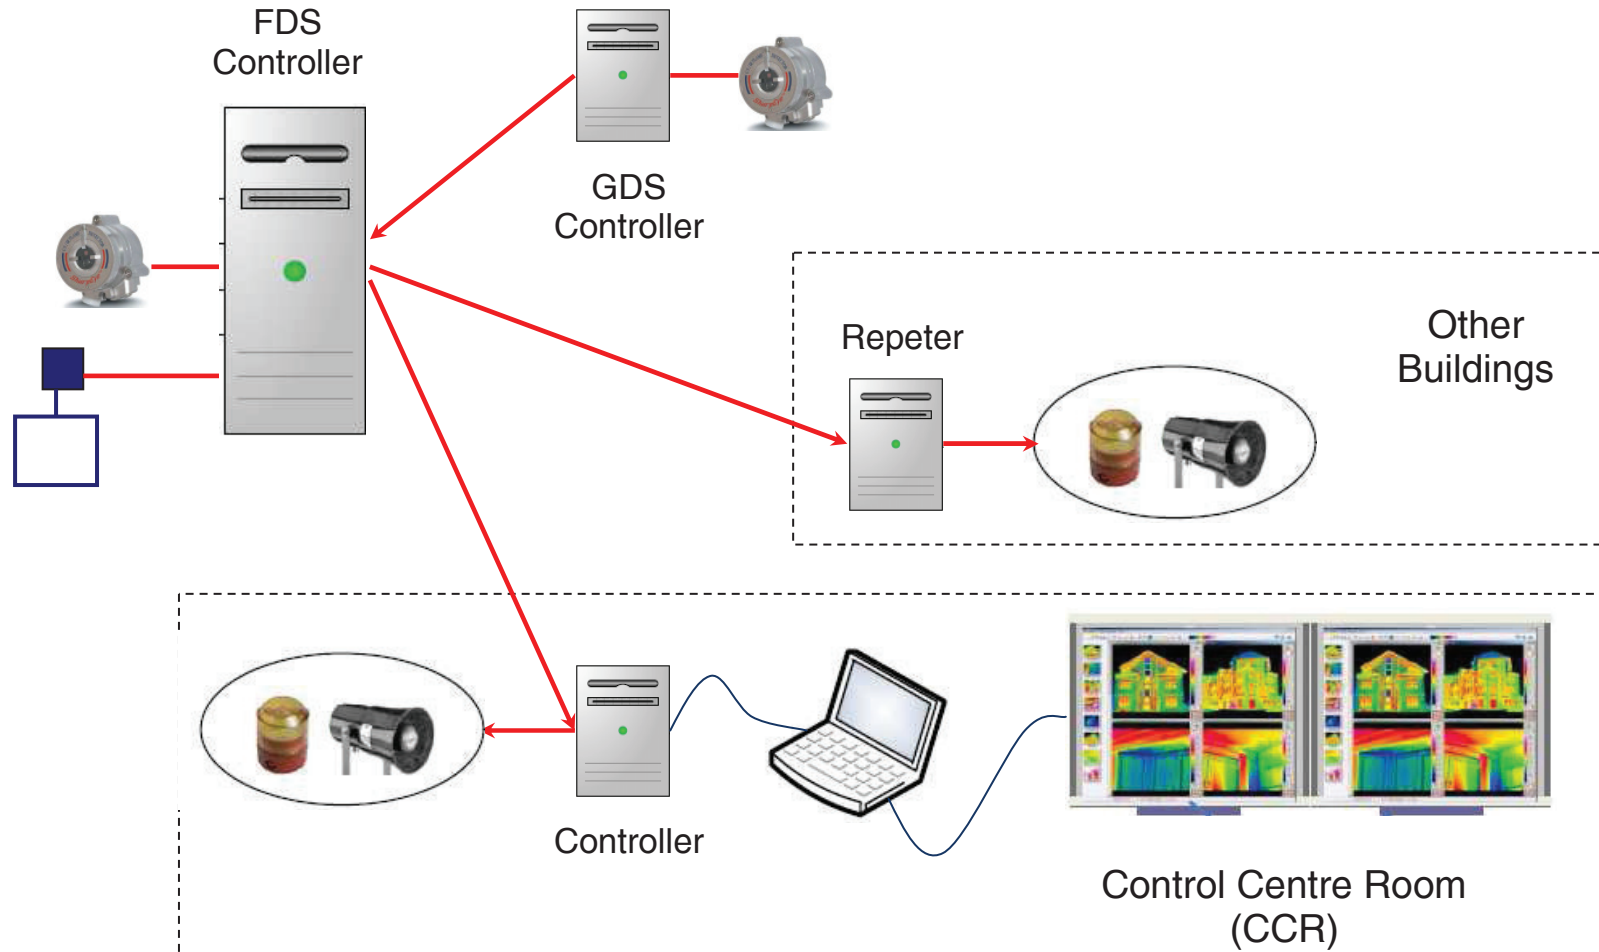 FDS
Controller
GDS
Controller
Repeter
Other
Buildings
Controller
Control Centre Room
(CCR)